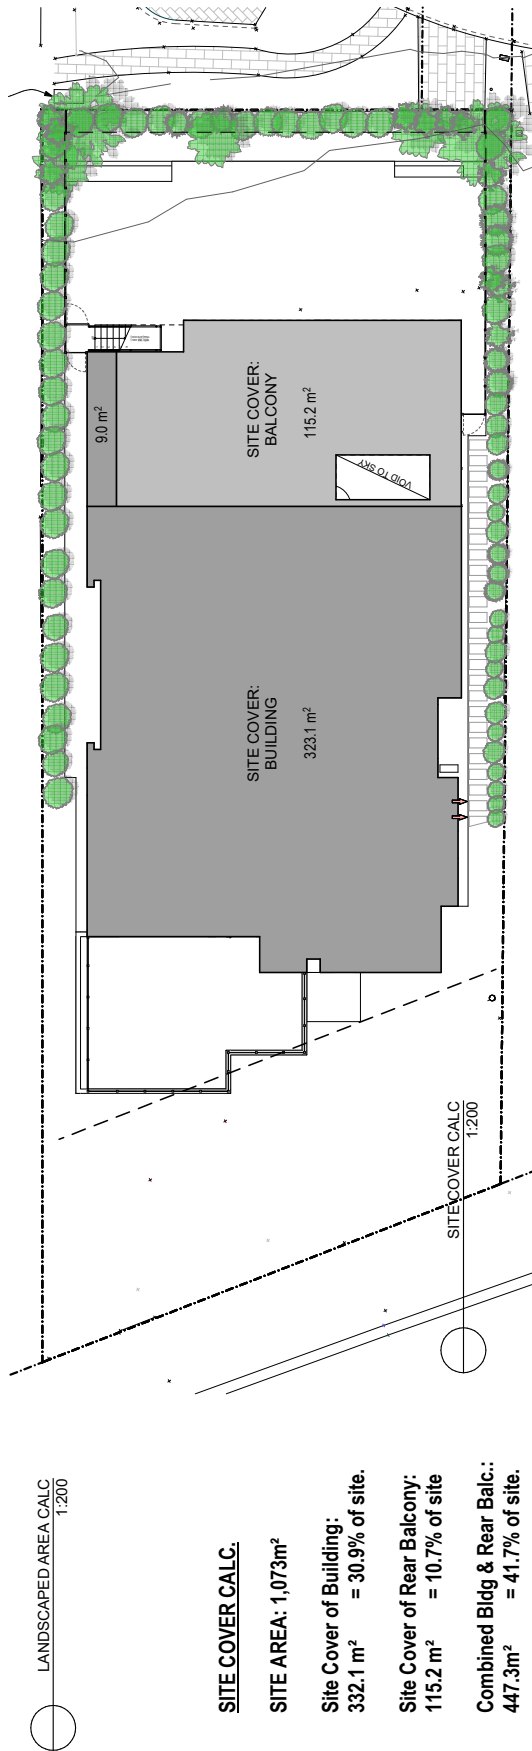 LANDSCAPED AREA CALC
1:200
SITE COVER CALC.
SITE AREA: 1,073m²
Site Cover of Building:
332.1 m² = 30.9% of site.
Site Cover of Rear Balcony:
115.2 m² = 10.7% of site
Combined Bldg & Rear Balc.:
447.3m² = 41.7% of site.
SITE COVER CALC
1:200
SITE COVER:
BUILDING
323.1 m²
9.0 m²
SITE COVER:
BALCONY
115.2 m²
VOID TO SKY